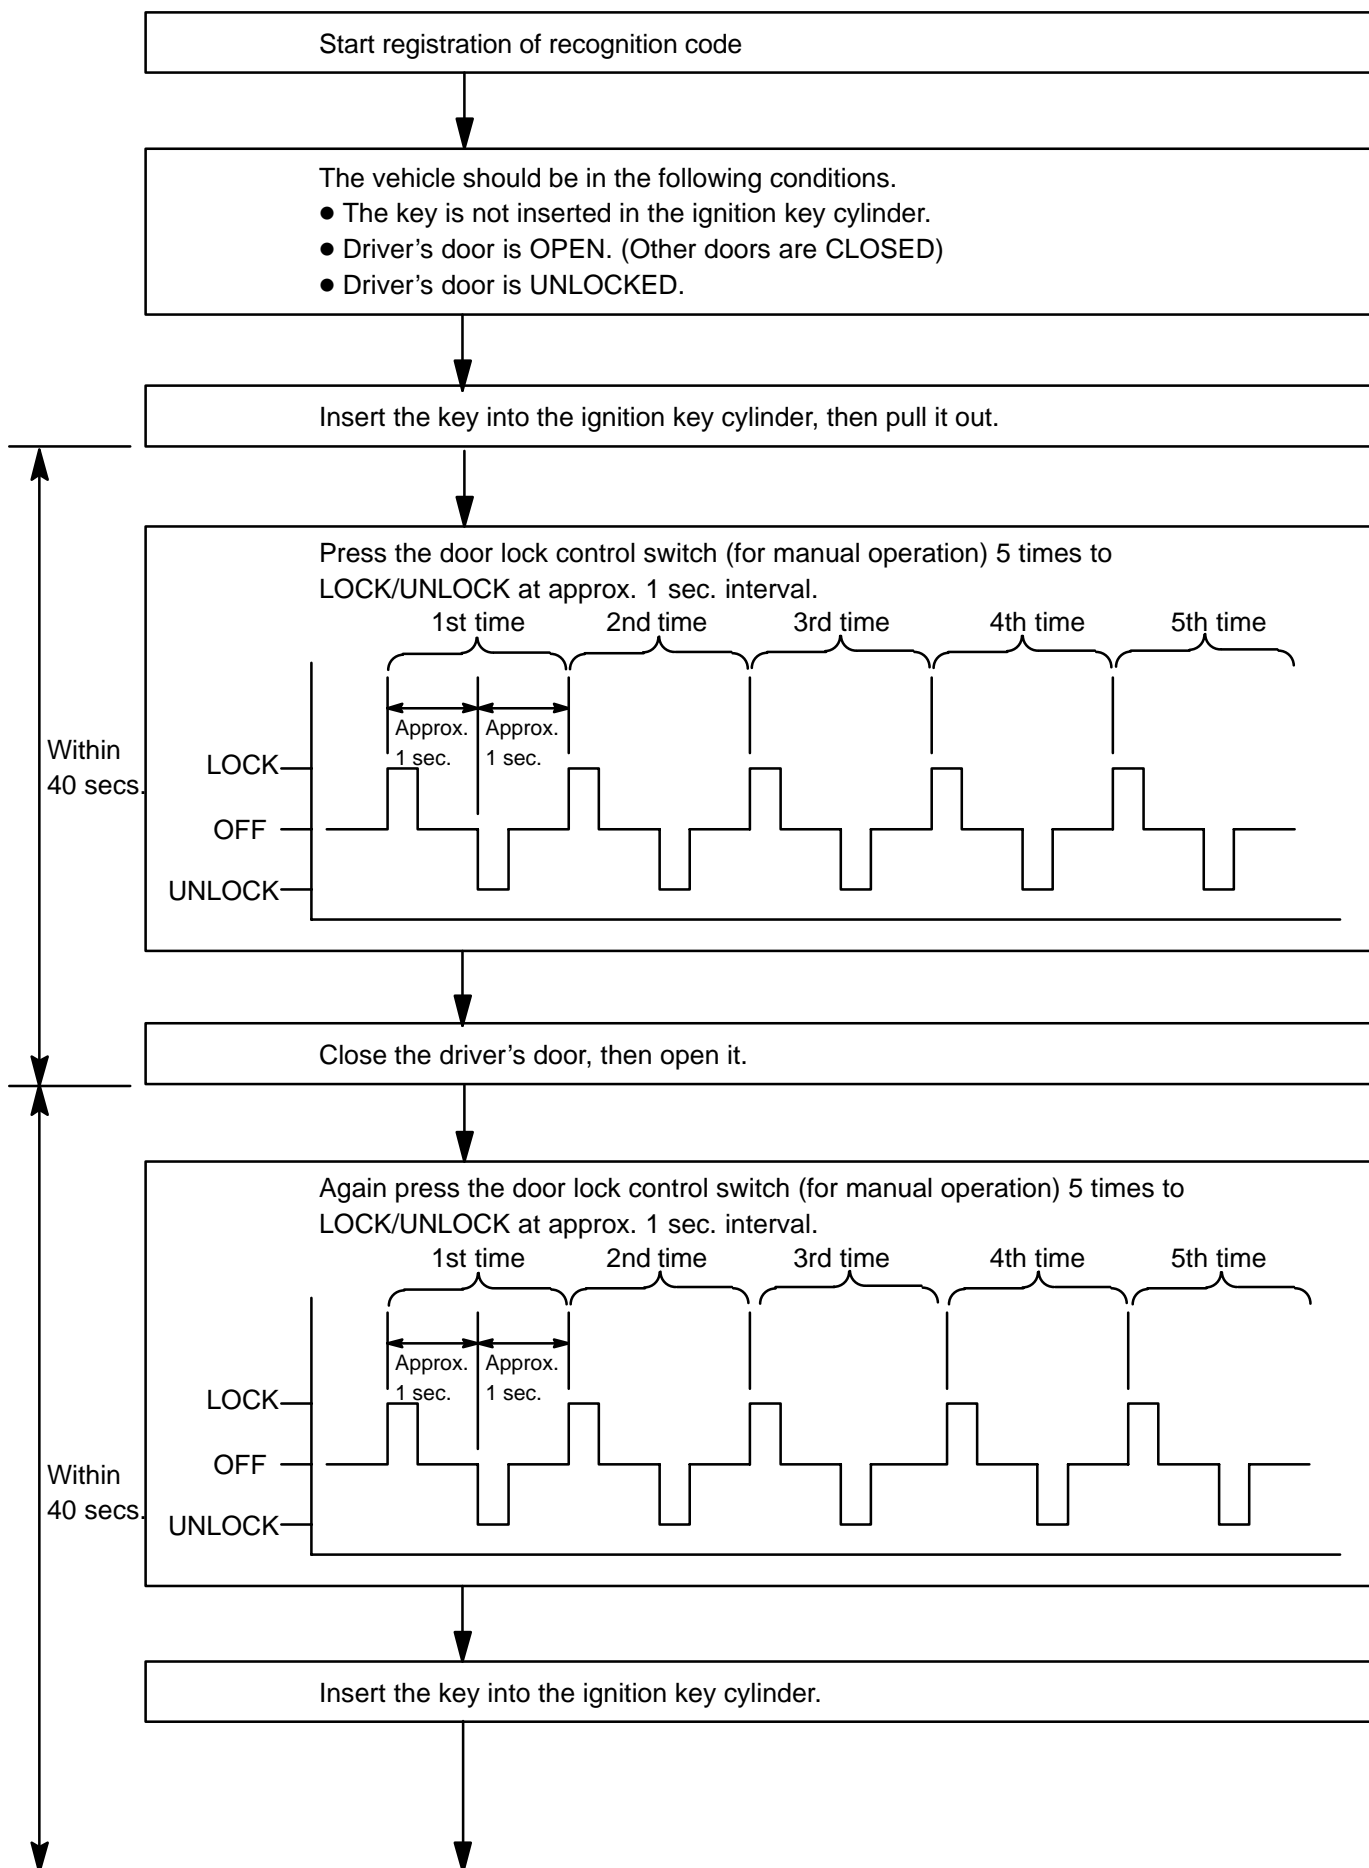 Start registration of recognition code
The vehicle should be in the following conditions.
● The key is not inserted in the ignition key cylinder.
● Driver's door is OPEN. (Other doors are CLOSED)
● Driver's door is UNLOCKED.
Insert the key into the ignition key cylinder, then pull it out.
Within
40 secs.
Press the door lock control switch (for manual operation) 5 times to
LOCK/UNLOCK at approx. 1 sec. interval.
1st time 2nd time 3rd time 4th time 5th time
Approx. Approx.
1 sec. 1 sec.
LOCK
OFF
UNLOCK
Close the driver's door, then open it.
Within
40 secs.
Again press the door lock control switch (for manual operation) 5 times to
LOCK/UNLOCK at approx. 1 sec. interval.
1st time 2nd time 3rd time 4th time 5th time
Approx. Approx.
1 sec. 1 sec.
LOCK
OFF
UNLOCK
Insert the key into the ignition key cylinder.